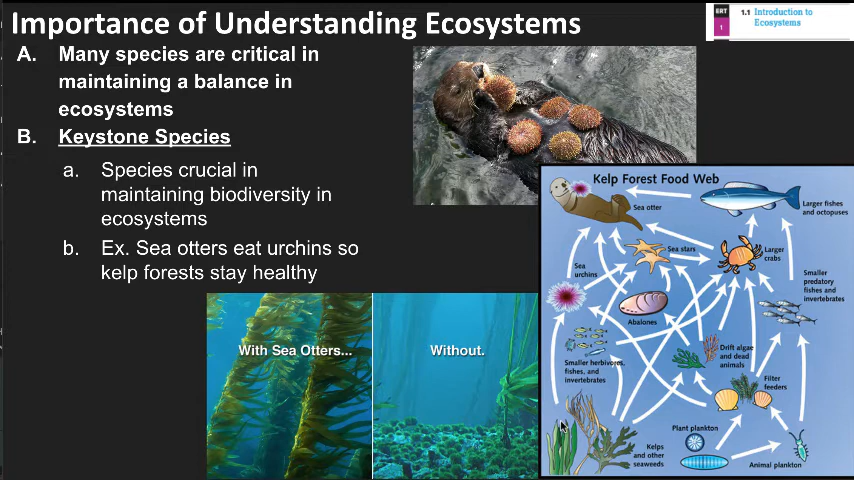 Importance of Understanding Ecosystems
ERT
1
1.1 Introduction to
Ecosystems
A. Many species are critical in
maintaining a balance in
ecosystems
B. Keystone Species
a. Species crucial in
maintaining biodiversity in
ecosystems
b. Ex. Sea otters eat urchins so
kelp forests stay healthy
With Sea Otters...
Without.
Kelp Forest Food Web
Sea otter
Larger fishes
and octopuses
Sea stars
Larger
crabs
Sea
urchins
Smaller
predatory
fishes and
invertebrates
Abalones
Drift algae
and dead
animals
Smaller herbivores,
fishes, and
invertebrates
Filter
feeders
Plant plankton
Kelps
and other
seaweeds
Animal plankton